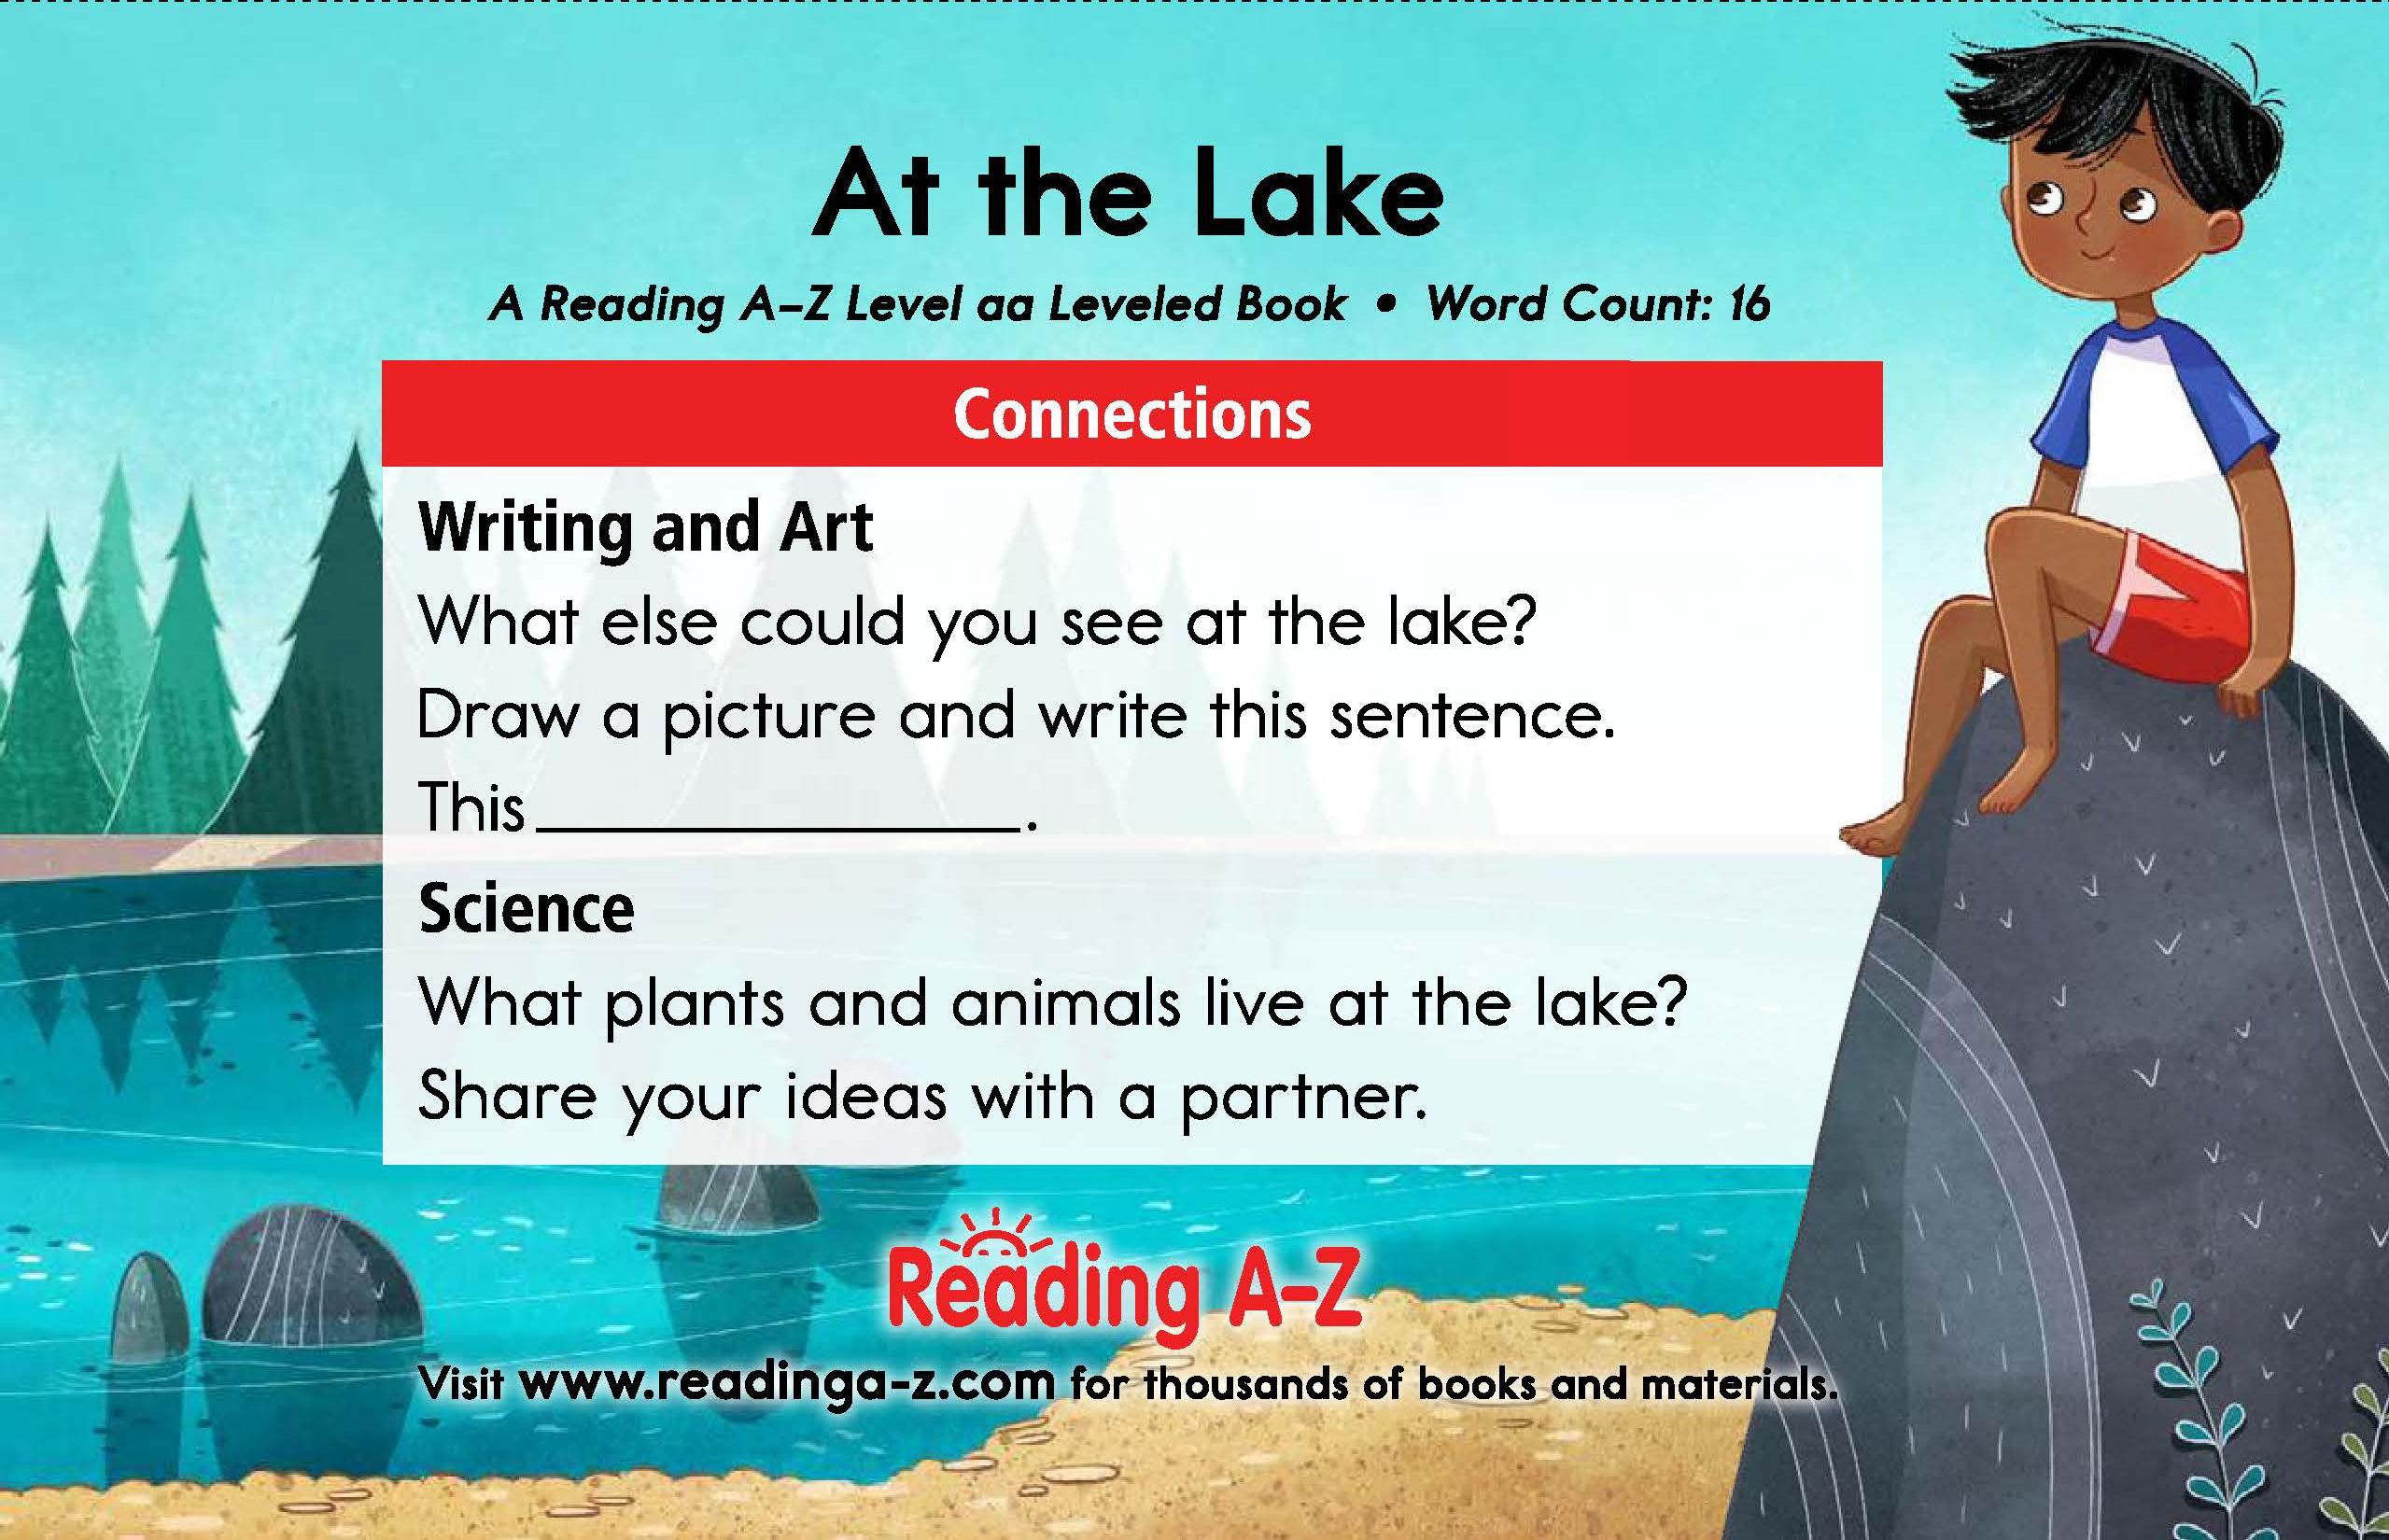 At the Lake
A Reading A–Z Level aa Leveled Book • Word Count: 16
Connections
Writing and Art
What else could you see at the lake?
Draw a picture and write this sentence.
This ______________.
Science
What plants and animals live at the lake?
Share your ideas with a partner.
Reading A-Z
Visit www.readinga-z.com for thousands of books and materials.